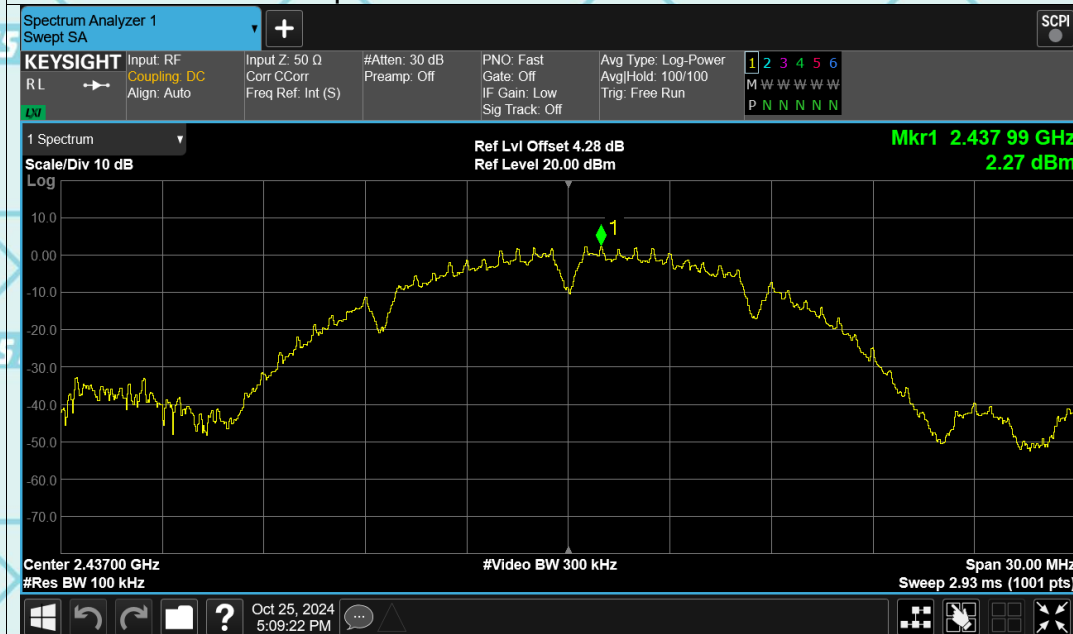 Spectrum Analyzer 1
Swept SA
+
SCPI
KEYSIGHT
R L
LXI
Input: RF
Coupling: DC
Align: Auto
Input Z: 50 Ω
Corr CCorr
Freq Ref: Int (S)
#Atten: 30 dB
Preamp: Off
PNO: Fast
Gate: Off
IF Gain: Low
Sig Track: Off
Avg Type: Log-Power
Avg|Hold: 100/100
Trig: Free Run
1 2 3 4 5 6
M W W W W W
P N N N N N
1 Spectrum
Scale/Div 10 dB
Log
Ref Lvl Offset 4.28 dB
Ref Level 20.00 dBm
Mkr1 2.437 99 GHz
2.27 dBm
1
10.0
0.00
-10.0
-20.0
-30.0
-40.0
-50.0
-60.0
-70.0
Center 2.43700 GHz
#Video BW 300 kHz
Span 30.00 MHz
#Res BW 100 kHz
Sweep 2.93 ms (1001 pts)
?
Oct 25, 2024
5:09:22 PM